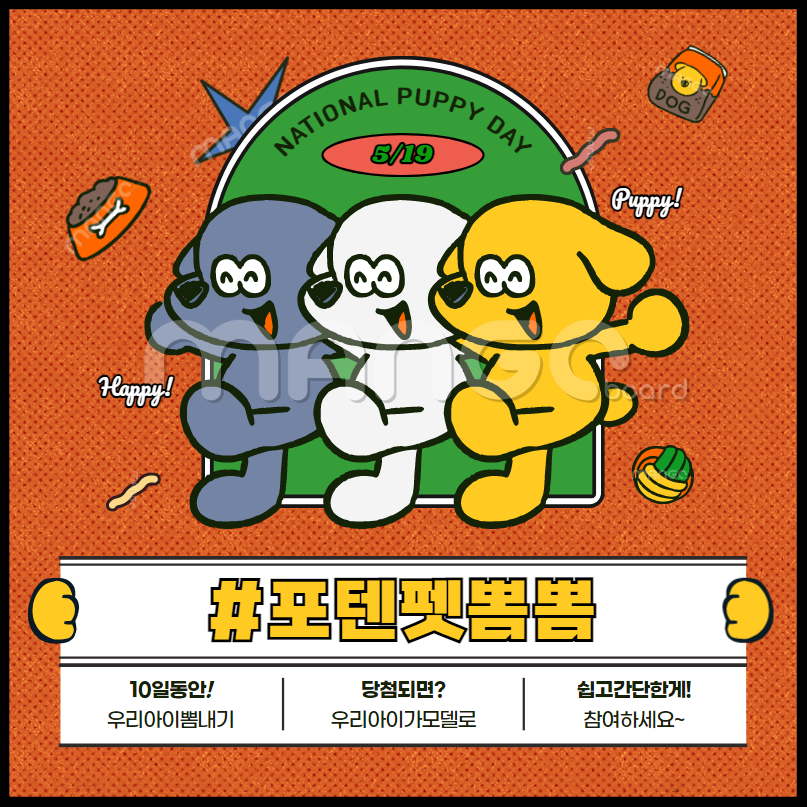 NATIONAL PUPPY DAY
5/19
DOG
Puppy!
Happy!
MANGO
board
#포텐펫뽐뽐
10일동안!
우리아이뽐내기
당첨되면?
우리아이가모델로
쉽고간단한게!
참여하세요~